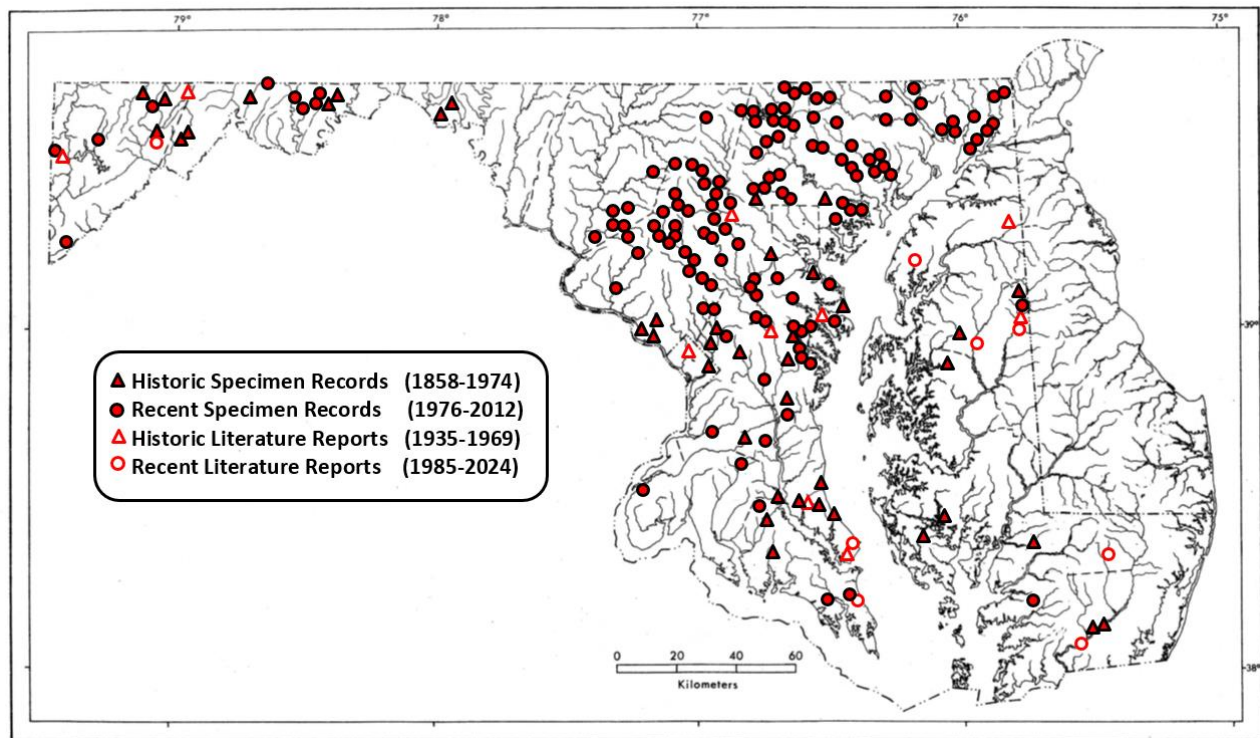 79° 78° 77° 76° 75°
39°
Historic Specimen Records (1858-1974)
Recent Specimen Records (1976-2012)
Historic Literature Reports (1935-1969)
Recent Literature Reports (1985-2024)
0 20 40 60
Kilometers
38°